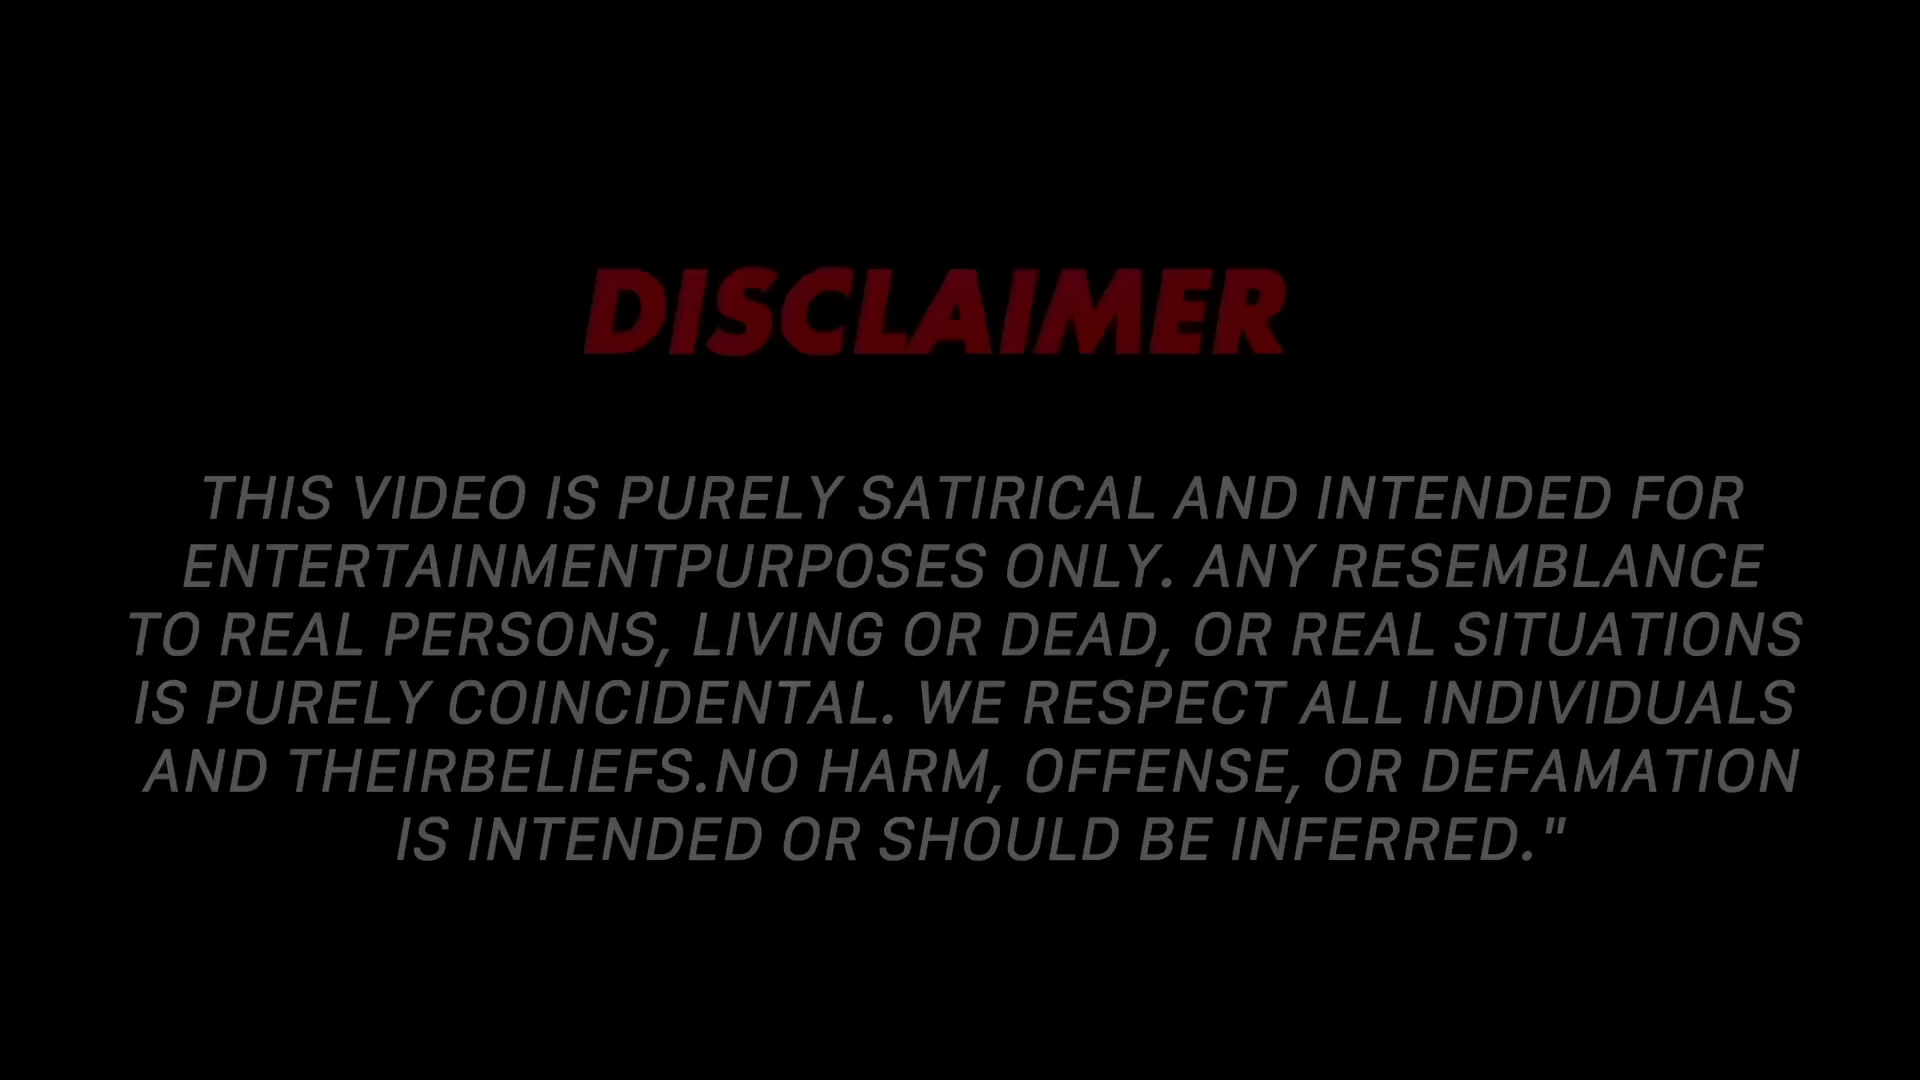 DISCLAIMER
THIS VIDEO IS PURELY SATIRICAL AND INTENDED FOR
ENTERTAINMENTPURPOSES ONLY. ANY RESEMBLANCE
TO REAL PERSONS, LIVING OR DEAD, OR REAL SITUATIONS
IS PURELY COINCIDENTAL. WE RESPECT ALL INDIVIDUALS
AND THEIRBELIEFS.NO HARM, OFFENSE, OR DEFAMATION
IS INTENDED OR SHOULD BE INFERRED."